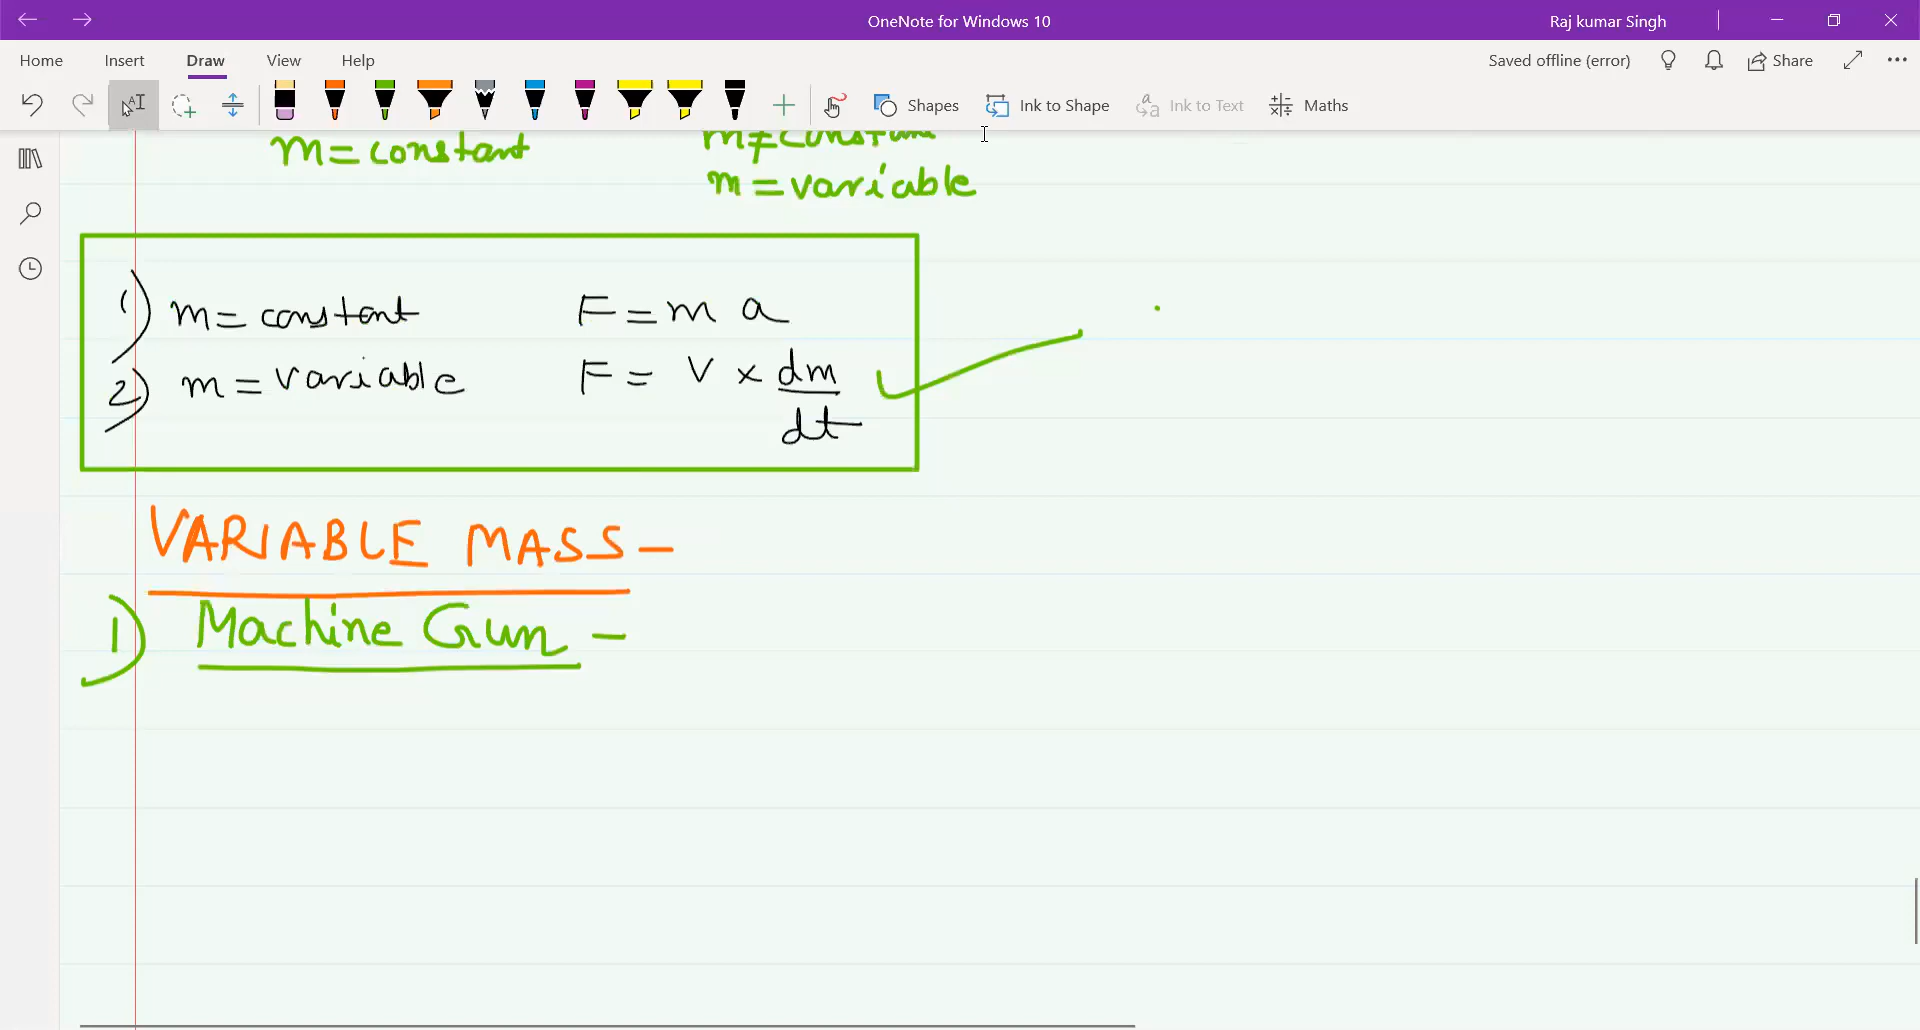 OneNote for Windows 10
Raj kumar Singh
Home Insert Draw View Help
Saved offline (error) Share
Shapes Ink to Shape Ink to Text Maths
m = constant
m ≠ constant
m = variable
1) m = constant F = m a
2) m = variable F = V × dm
dt
VARIABLE MASS -
1) Machine Gun -